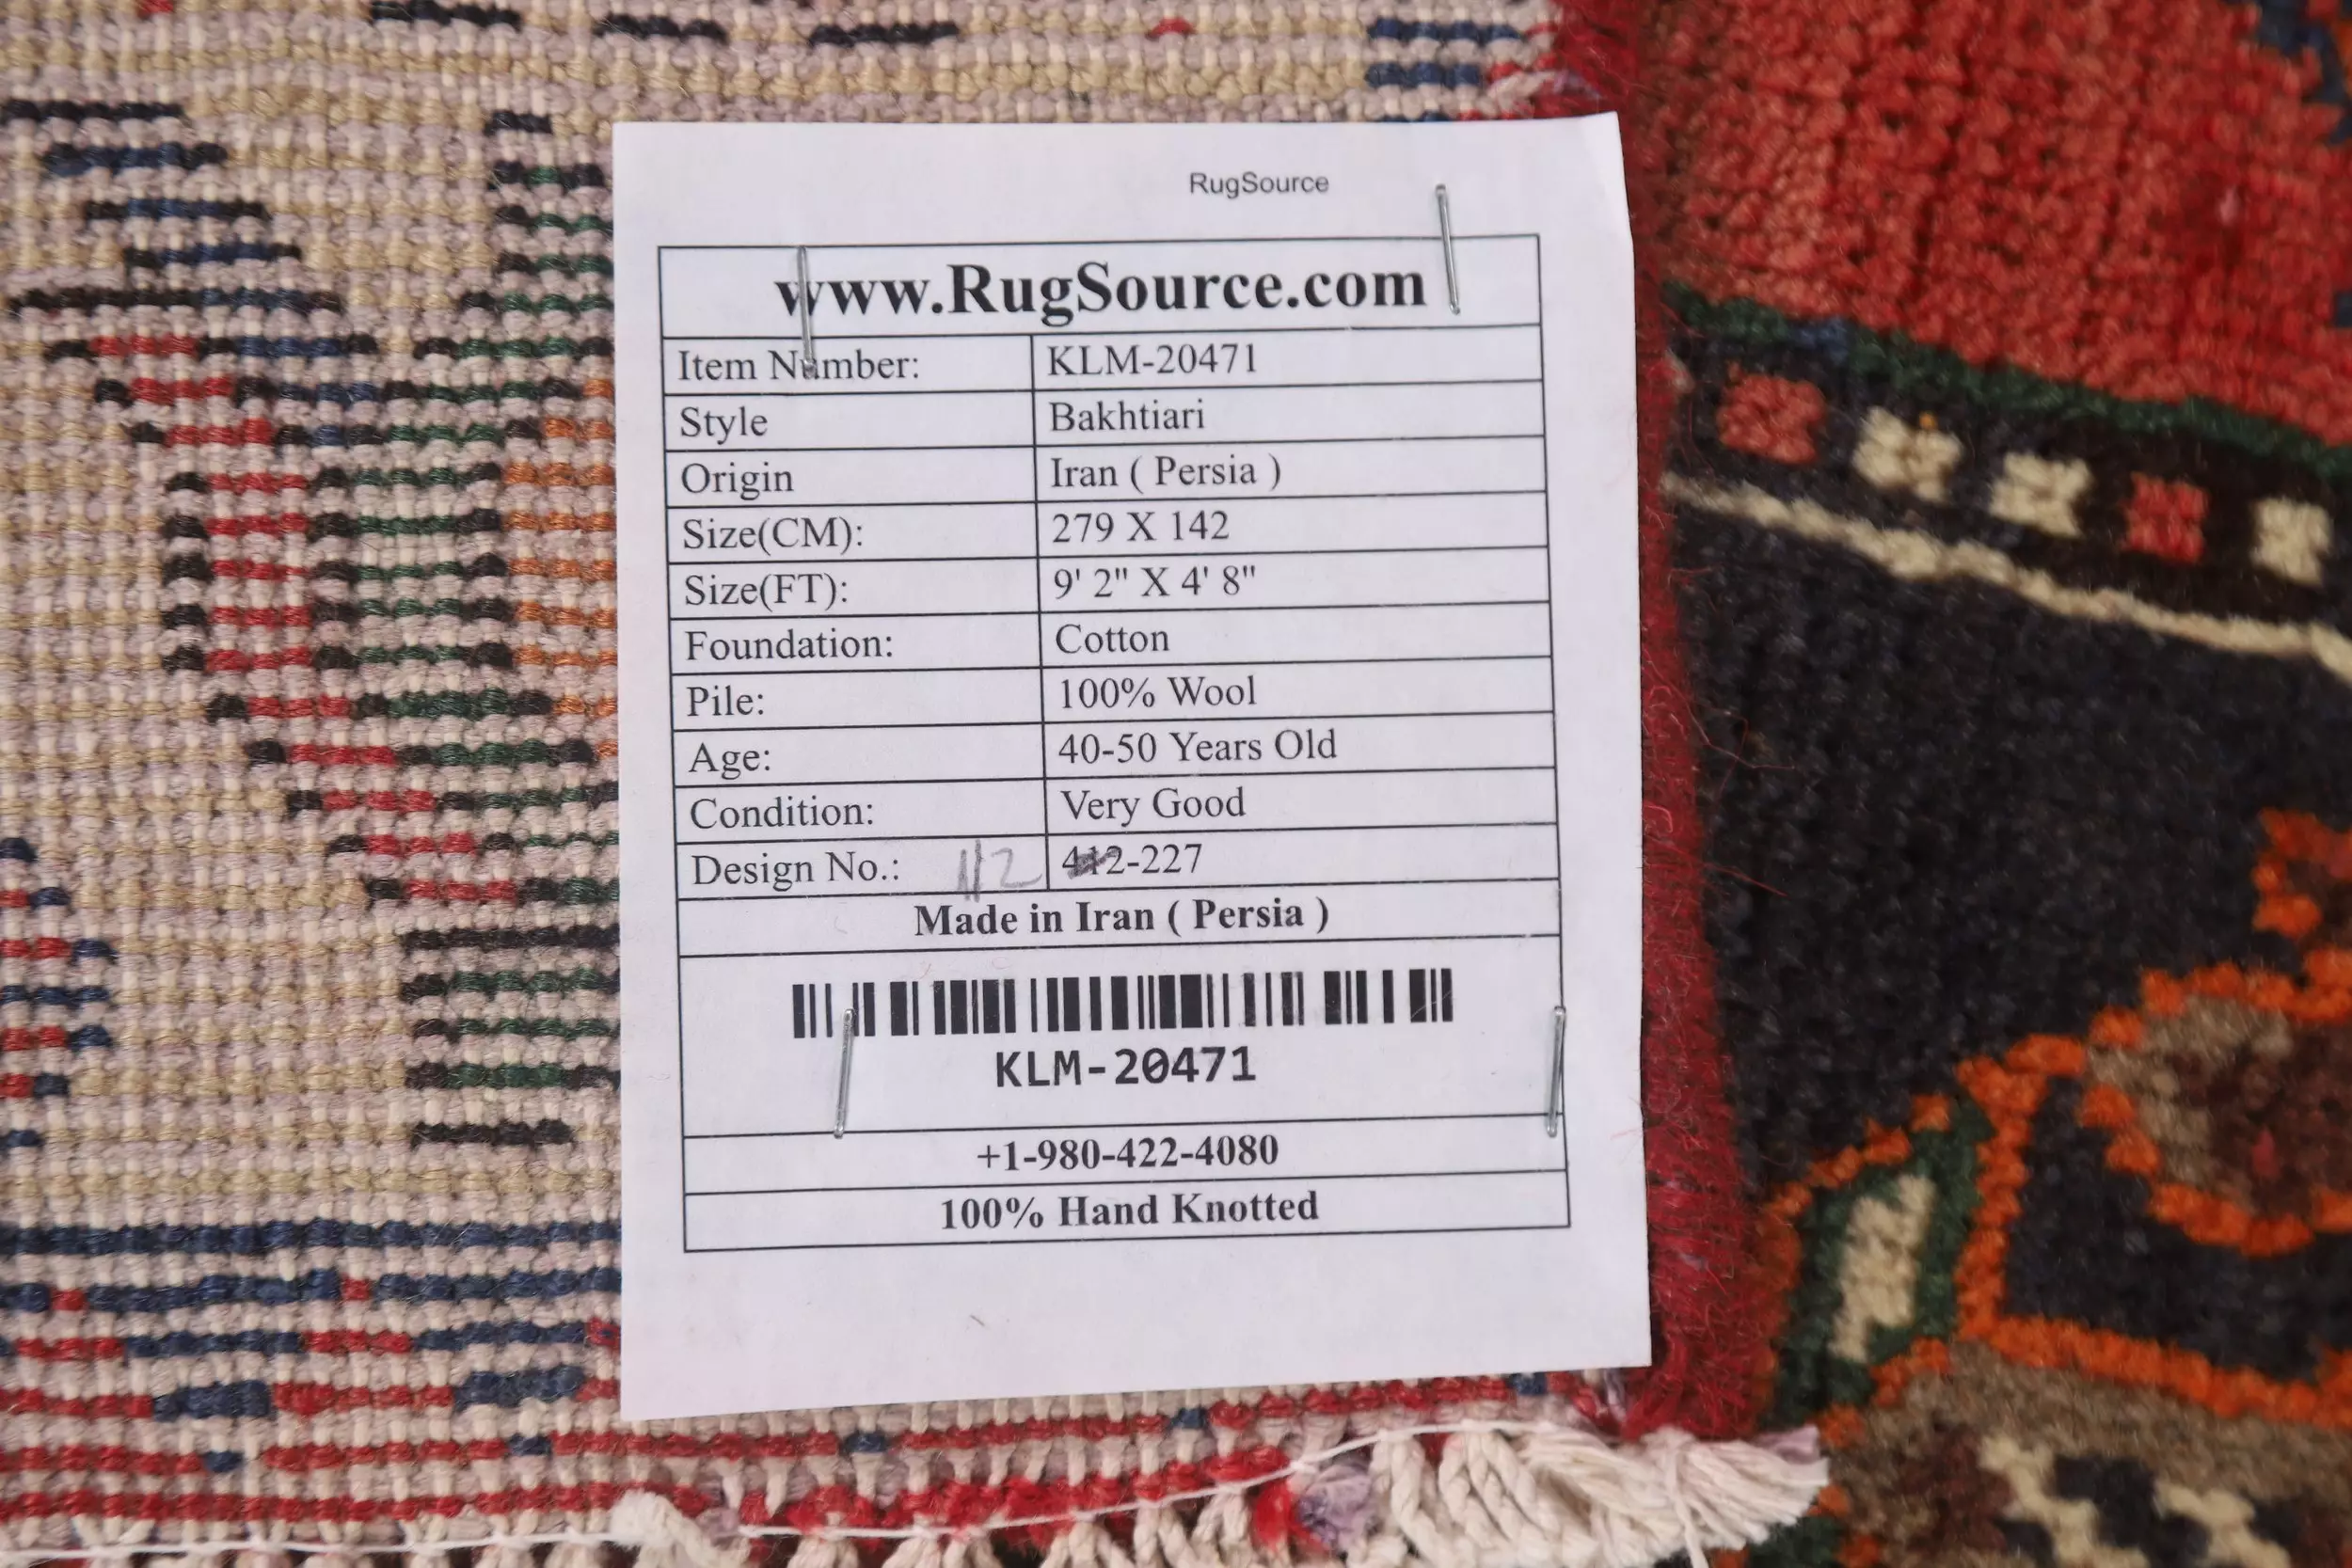 RugSource
www.RugSource.com
Item Number: KLM-20471
Style Bakhtiari
Origin Iran ( Persia )
Size(CM): 279 X 142
Size(FT): 9' 2" X 4' 8"
Foundation: Cotton
Pile: 100% Wool
Age: 40-50 Years Old
Condition: Very Good
Design No.: 112 412-227
Made in Iran ( Persia )
KLM-20471
+1-980-422-4080
100% Hand Knotted